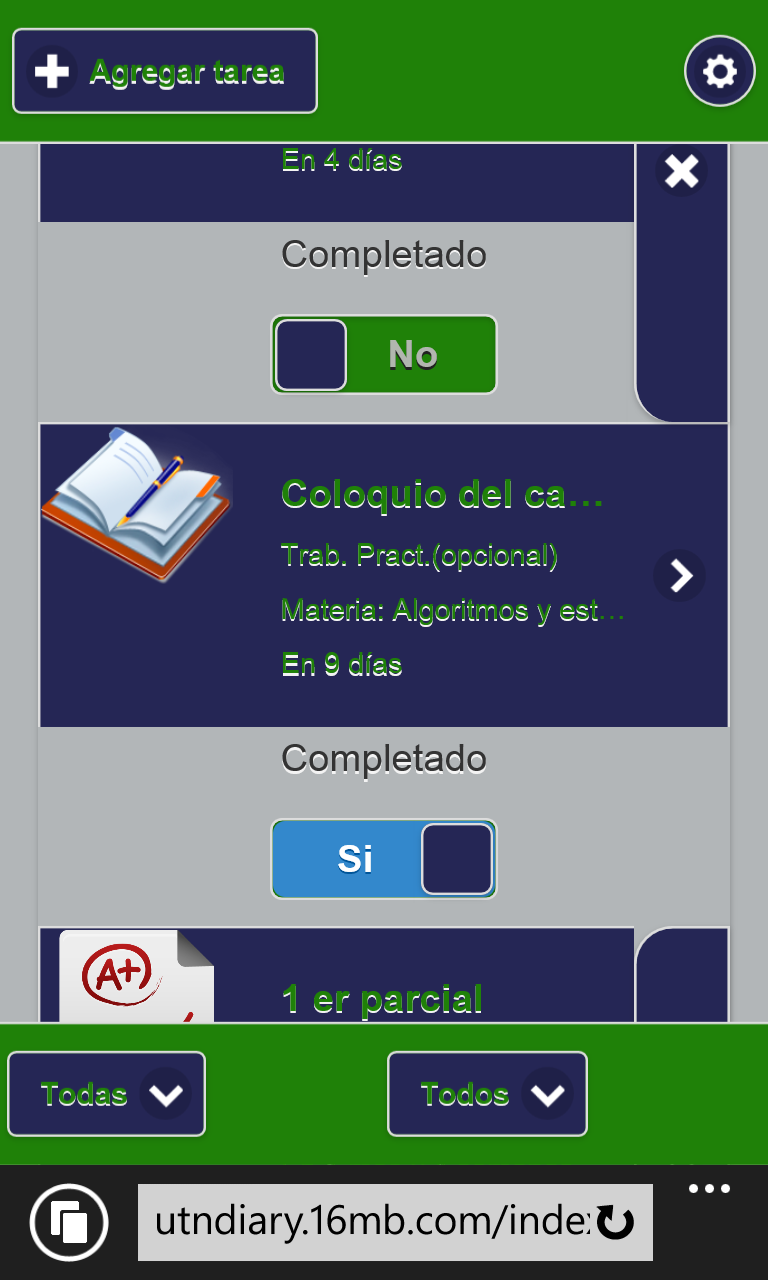 Agregar tarea
En 4 días
Completado
No
Coloquio del ca...
Trab. Pract.(opcional)
Materia: Algoritmos y est...
En 9 días
Completado
Si
A+
1 er parcial
Todas
Todos
utndiary.16mb.com/index